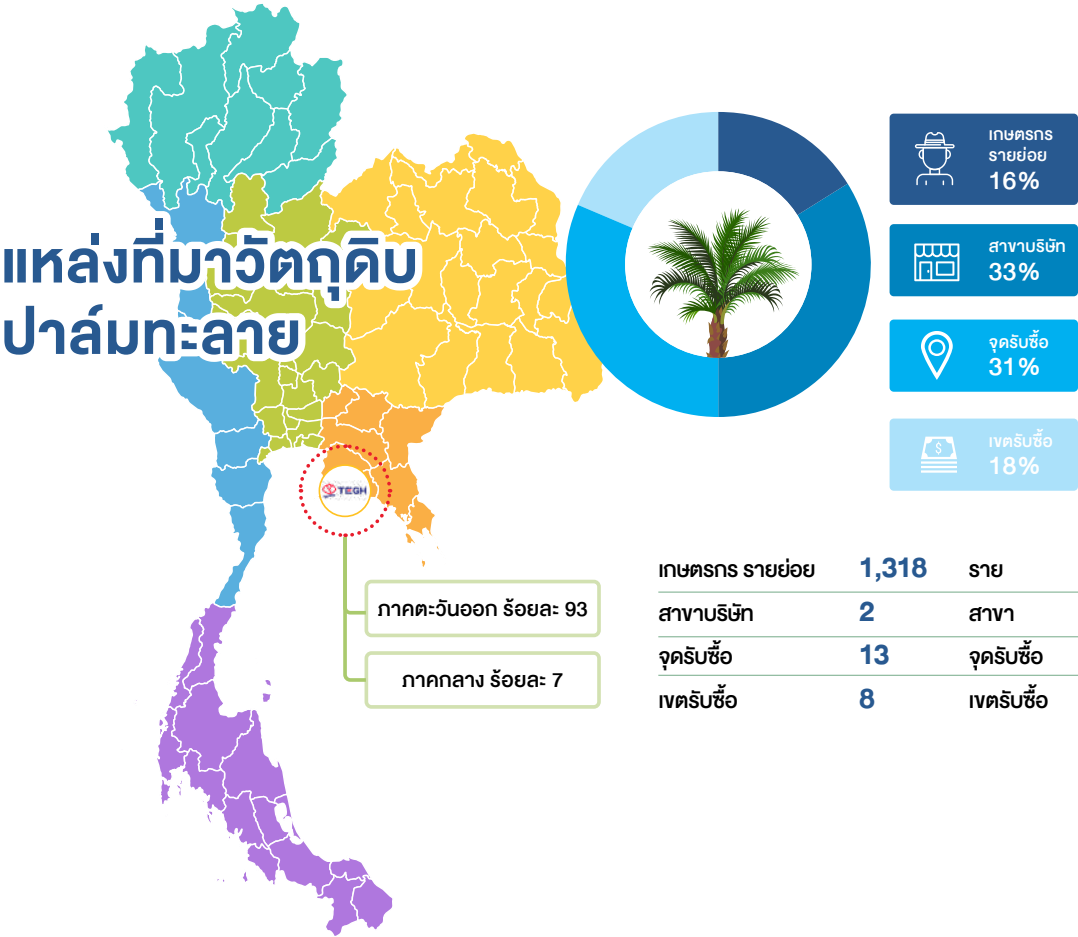 แหล่งที่มาวัตถุดิบ
ปาล์มทะลาย
เกษตรกร
รายย่อย
16%
สาขาบริษัท
33%
จุดรับซื้อ
31%
เขตรับซื้อ
18%
TEGH
ภาคตะวันออก ร้อยละ 93
ภาคกลาง ร้อยละ 7
เกษตรกร รายย่อย 1,318 ราย
สาขาบริษัท 2 สาขา
จุดรับซื้อ 13 จุดรับซื้อ
เขตรับซื้อ 8 เขตรับซื้อ